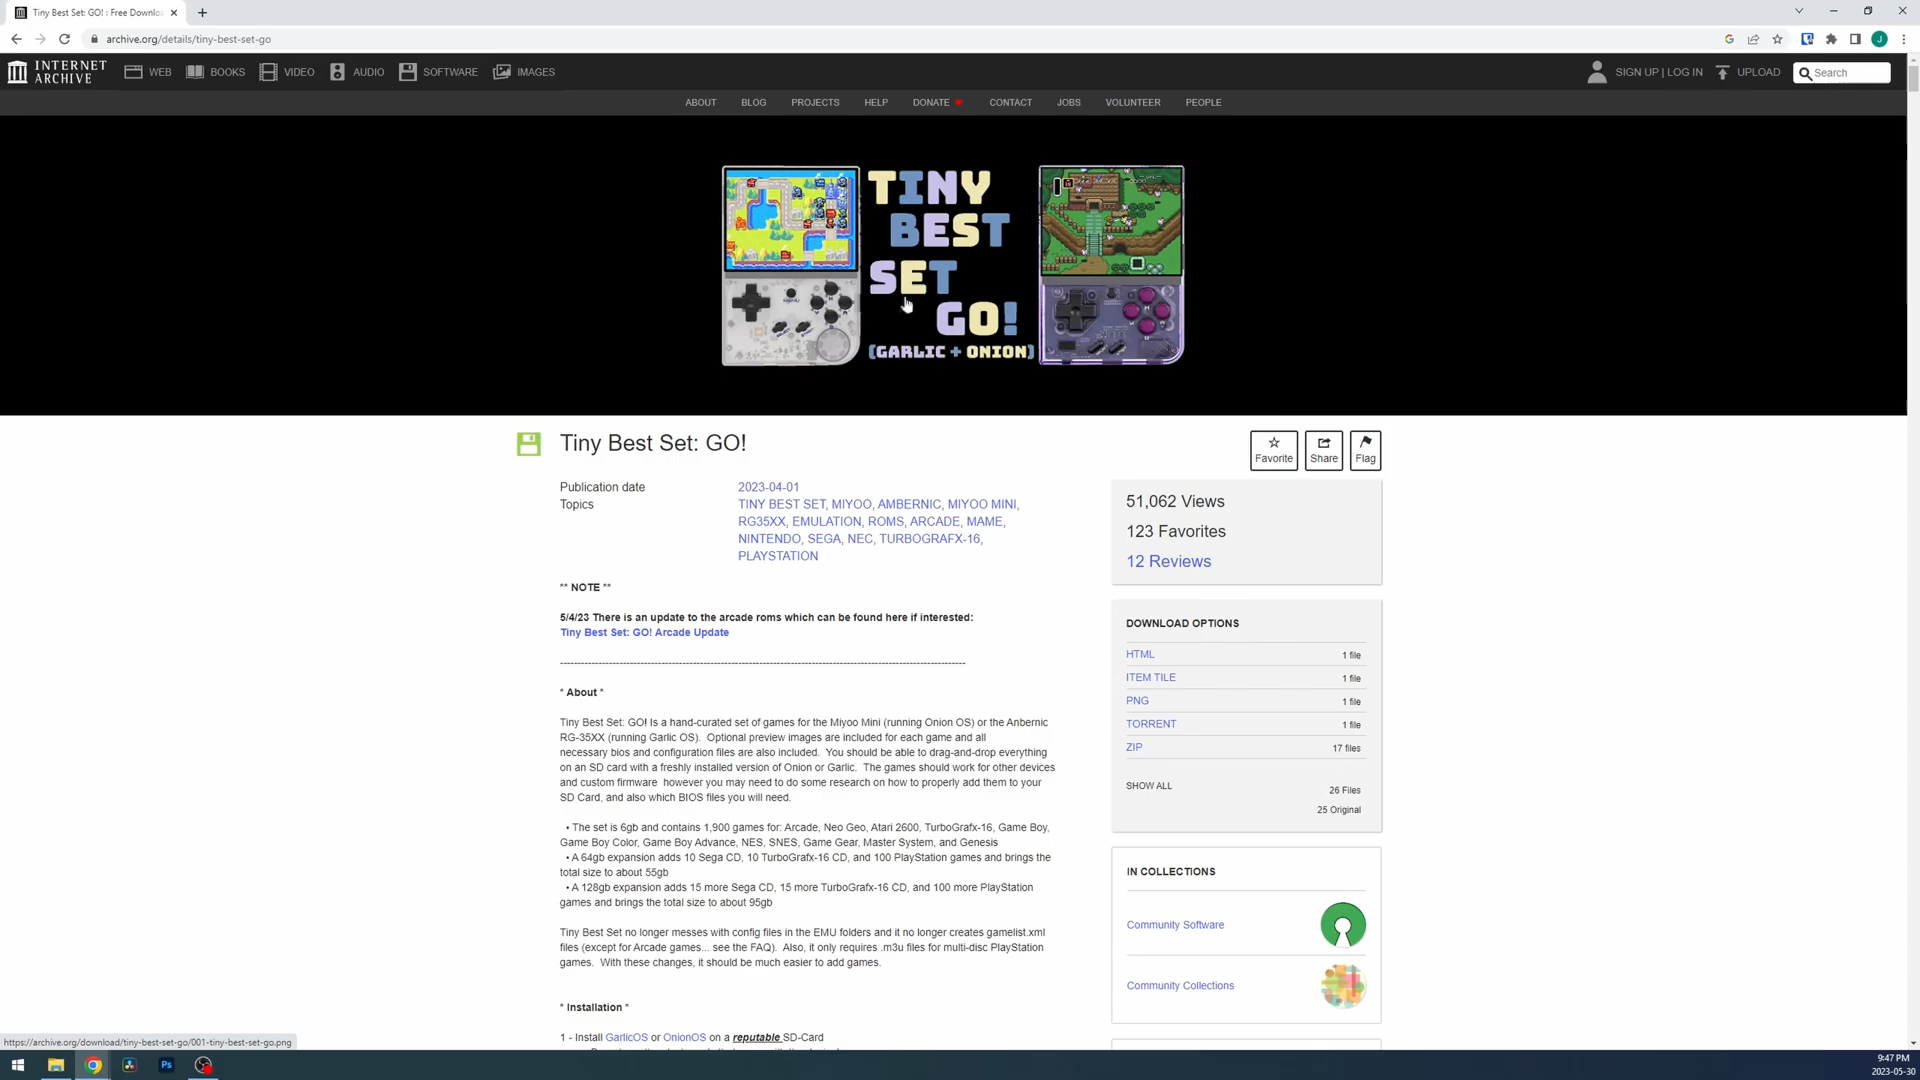 Tiny Best Set: GO! : Free Downlo
archive.org/details/tiny-best-set-go
J
INTERNET ARCHIVE
WEB BOOKS VIDEO AUDIO SOFTWARE IMAGES
SIGN UP | LOG IN UPLOAD Search
ABOUT BLOG PROJECTS HELP DONATE CONTACT JOBS VOLUNTEER PEOPLE
TINY
BEST
SET
GO!
(GARLIC + ONION)
Tiny Best Set: GO!
Favorite Share Flag
Publication date 2023-04-01
Topics TINY BEST SET, MIYOO, AMBERNIC, MIYOO MINI,
RG35XX, EMULATION, ROMS, ARCADE, MAME,
NINTENDO, SEGA, NEC, TURBOGRAFX-16,
PLAYSTATION
** NOTE **
5/4/23 There is an update to the arcade roms which can be found here if interested:
Tiny Best Set: GO! Arcade Update
* About *
Tiny Best Set: GO! Is a hand-curated set of games for the Miyoo Mini (running Onion OS) or the Anbernic
RG-35XX (running Garlic OS). Optional preview images are included for each game and all
necessary bios and configuration files are also included. You should be able to drag-and-drop everything
on an SD card with a freshly installed version of Onion or Garlic. The games should work for other devices
and custom firmware however you may need to do some research on how to properly add them to your
SD Card, and also which BIOS files you will need.
• The set is 6gb and contains 1,900 games for: Arcade, Neo Geo, Atari 2600, TurboGrafx-16, Game Boy,
Game Boy Color, Game Boy Advance, NES, SNES, Game Gear, Master System, and Genesis
• A 64gb expansion adds 10 Sega CD, 10 TurboGrafx-16 CD, and 100 PlayStation games and brings the
total size to about 55gb
• A 128gb expansion adds 15 more Sega CD, 15 more TurboGrafx-16 CD, and 100 more PlayStation
games and brings the total size to about 95gb
Tiny Best Set no longer messes with config files in the EMU folders and it no longer creates gamelist.xml
files (except for Arcade games... see the FAQ). Also, it only requires .m3u files for multi-disc PlayStation
games. With these changes, it should be much easier to add games.
* Installation *
1 - Install GarlicOS or OnionOS on a reputable SD-Card
51,062 Views
123 Favorites
12 Reviews
DOWNLOAD OPTIONS
HTML 1 file
ITEM TILE 1 file
PNG 1 file
TORRENT 1 file
ZIP 17 files
SHOW ALL 26 Files
25 Original
IN COLLECTIONS
Community Software
Community Collections
https://archive.org/download/tiny-best-set-go/001-tiny-best-set-go.png
Ps
9:47 PM
2023-05-30